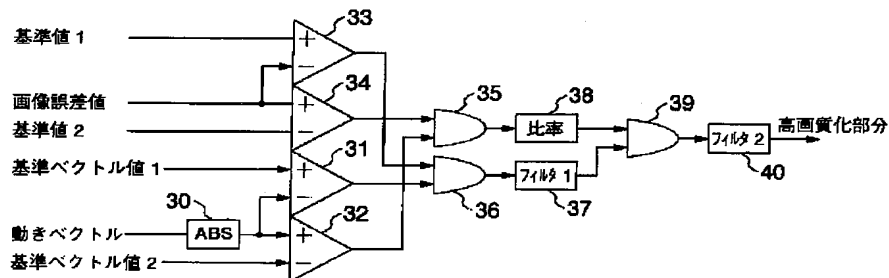 基準値1
33
+
−
34
画像誤差値
+
基準値2
−
35
38
比率
39
高画質化部分
フィルタ2
40
31
基準ベクトル値1
+
−
36
フィルタ1
37
30
32
動きベクトル
ABS
+
基準ベクトル値2
−